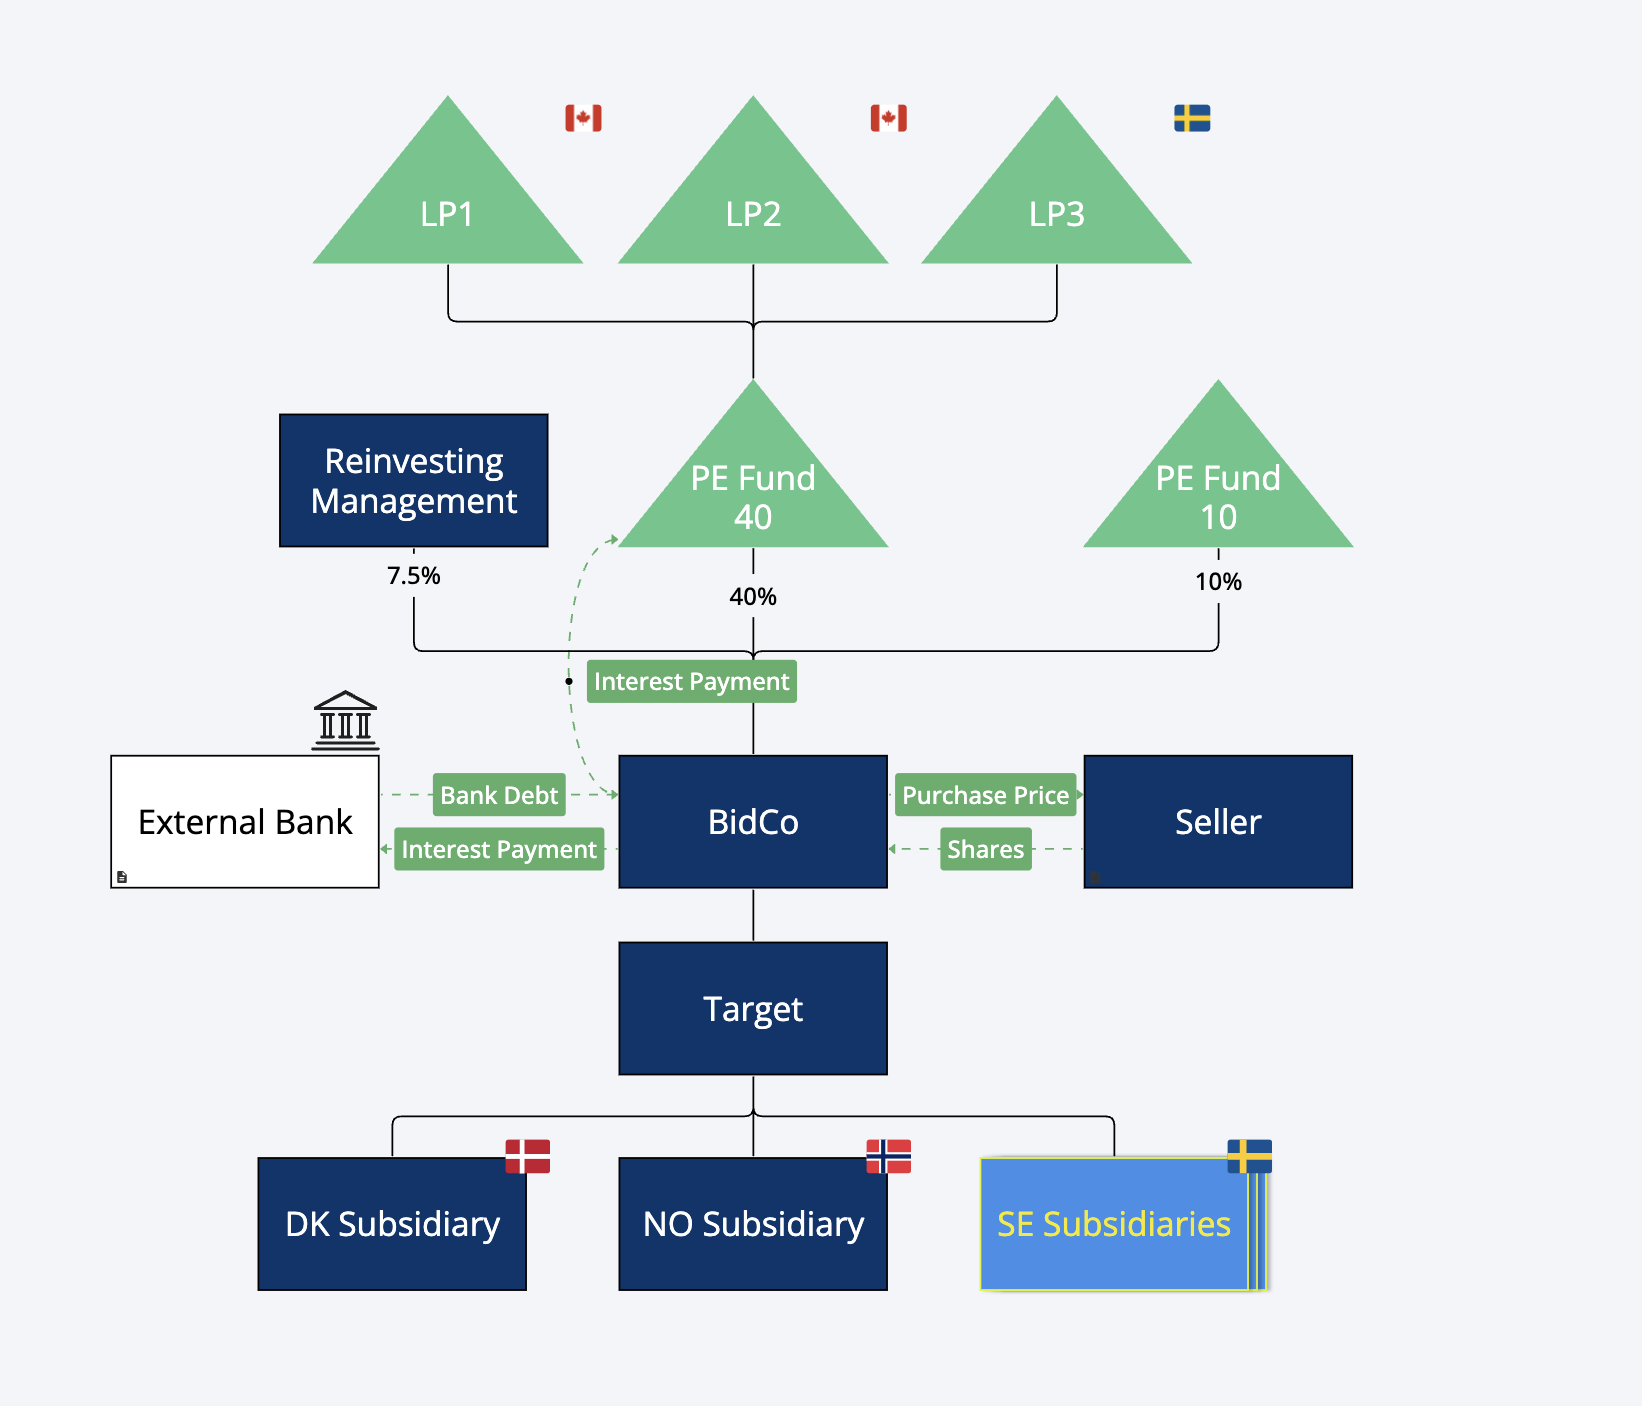 LP1
LP2
LP3
Reinvesting
Management
PE Fund
40
PE Fund
10
7.5%
40%
10%
Interest Payment
External Bank
Bank Debt
Interest Payment
BidCo
Purchase Price
Shares
Seller
Target
DK Subsidiary
NO Subsidiary
SE Subsidiaries